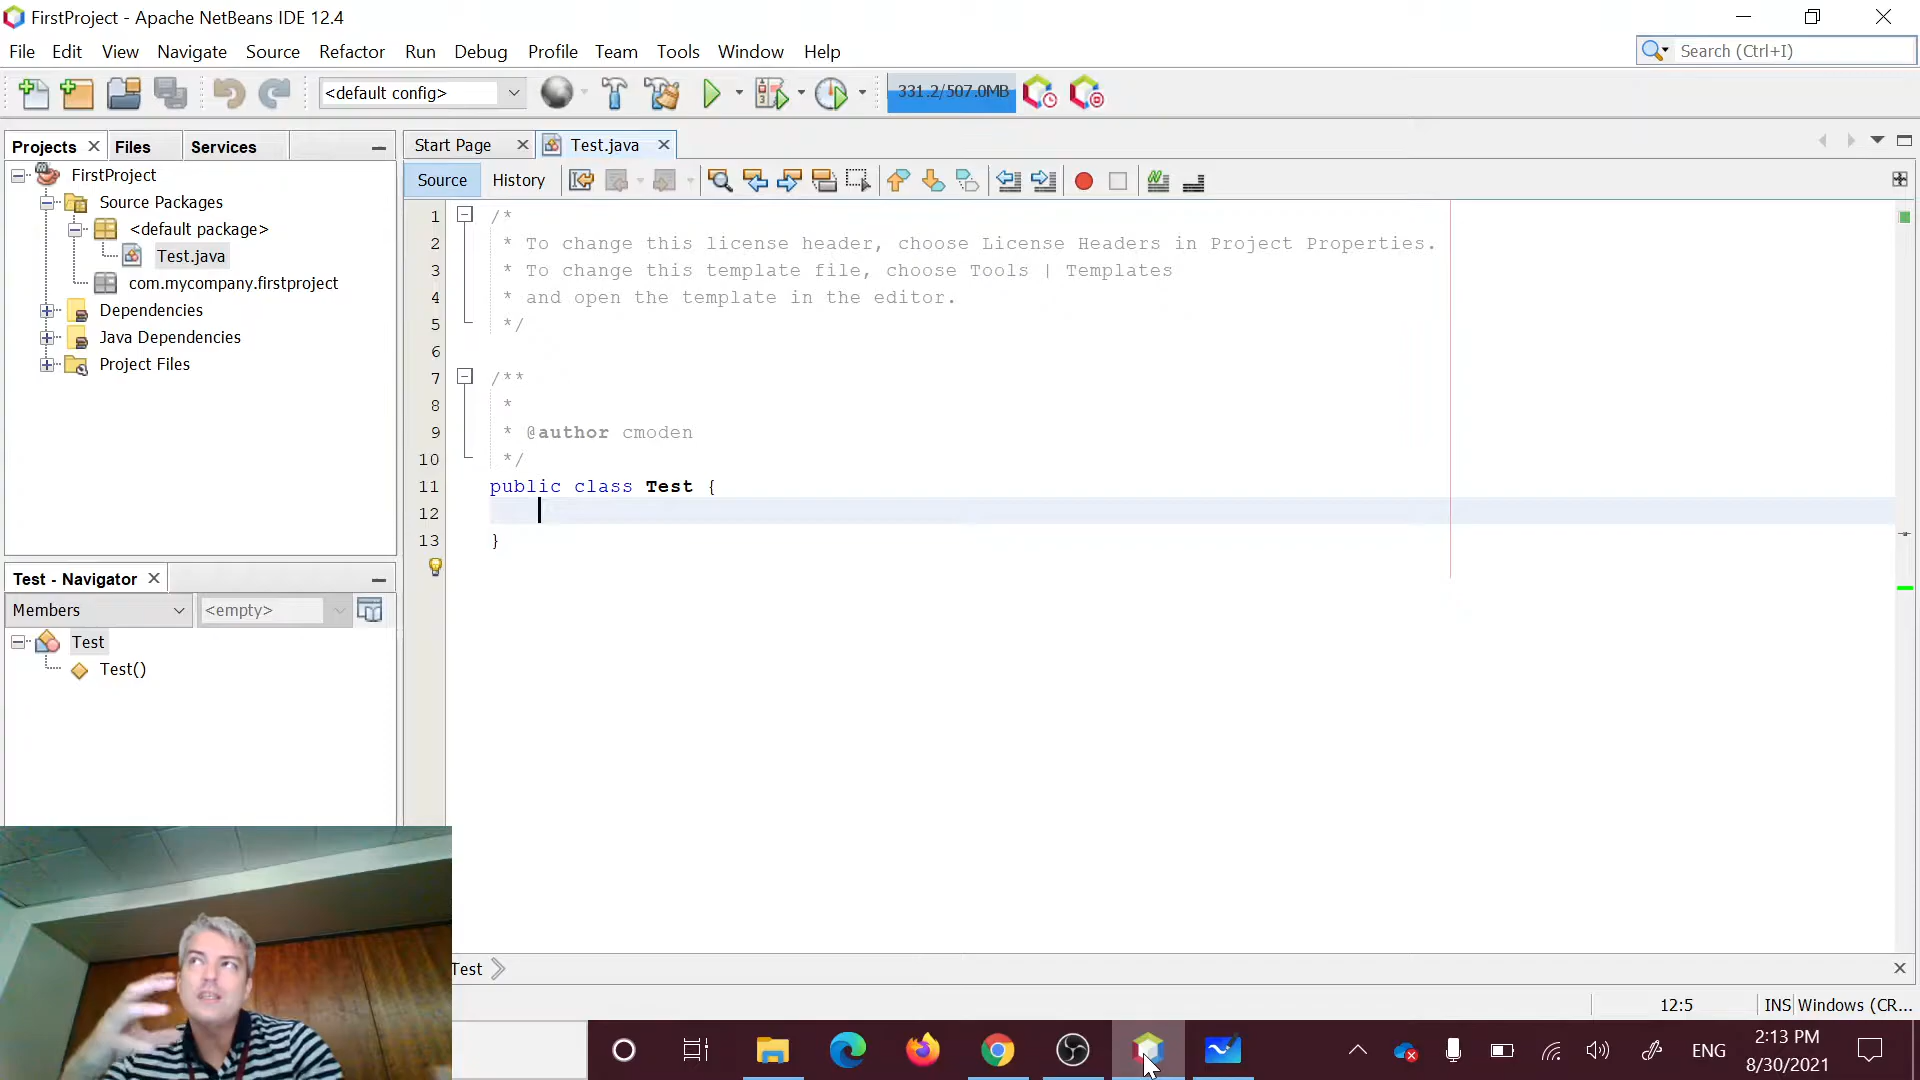 FirstProject - Apache NetBeans IDE 12.4
File Edit View Navigate Source Refactor Run Debug Profile Team Tools Window Help
Search (Ctrl+I)
<default config>
331.2/507.0MB
Projects Files Services
Start Page Test.java
Source History
FirstProject
Source Packages
<default package>
Test.java
com.mycompany.firstproject
Dependencies
Java Dependencies
Project Files
1 /*
2 * To change this license header, choose License Headers in Project Properties.
3 * To change this template file, choose Tools | Templates
4 * and open the template in the editor.
5 */
6
7 /**
8 *
9 * @author cmoden
10 */
11 public class Test {
12
13 }
Test - Navigator
Members <empty>
Test
Test()
Test
12:5 INS Windows (CR...
ENG
2:13 PM
8/30/2021